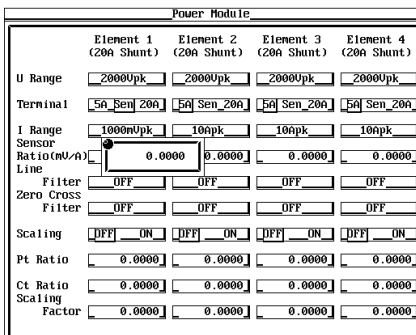 Power Module
Element 1 Element 2 Element 3 Element 4
(20A Shunt) (20A Shunt) (20A Shunt) (20A Shunt)
U Range 2000Vpk 2000Vpk 2000Vpk 2000Vpk
Terminal 5A Sen 20A 5A Sen 20A 5A Sen 20A 5A Sen 20A
I Range 1000mVpk 10Apk 10Apk 10Apk
Sensor
Ratio(mV/A) 0.0000 0.0000 0.0000 0.0000
Line
Filter OFF OFF OFF OFF
Zero Cross
Filter OFF OFF OFF OFF
Scaling OFF ON OFF ON OFF ON OFF ON
Pt Ratio 0.0000 0.0000 0.0000 0.0000
Ct Ratio 0.0000 0.0000 0.0000 0.0000
Scaling
Factor 0.0000 0.0000 0.0000 0.0000